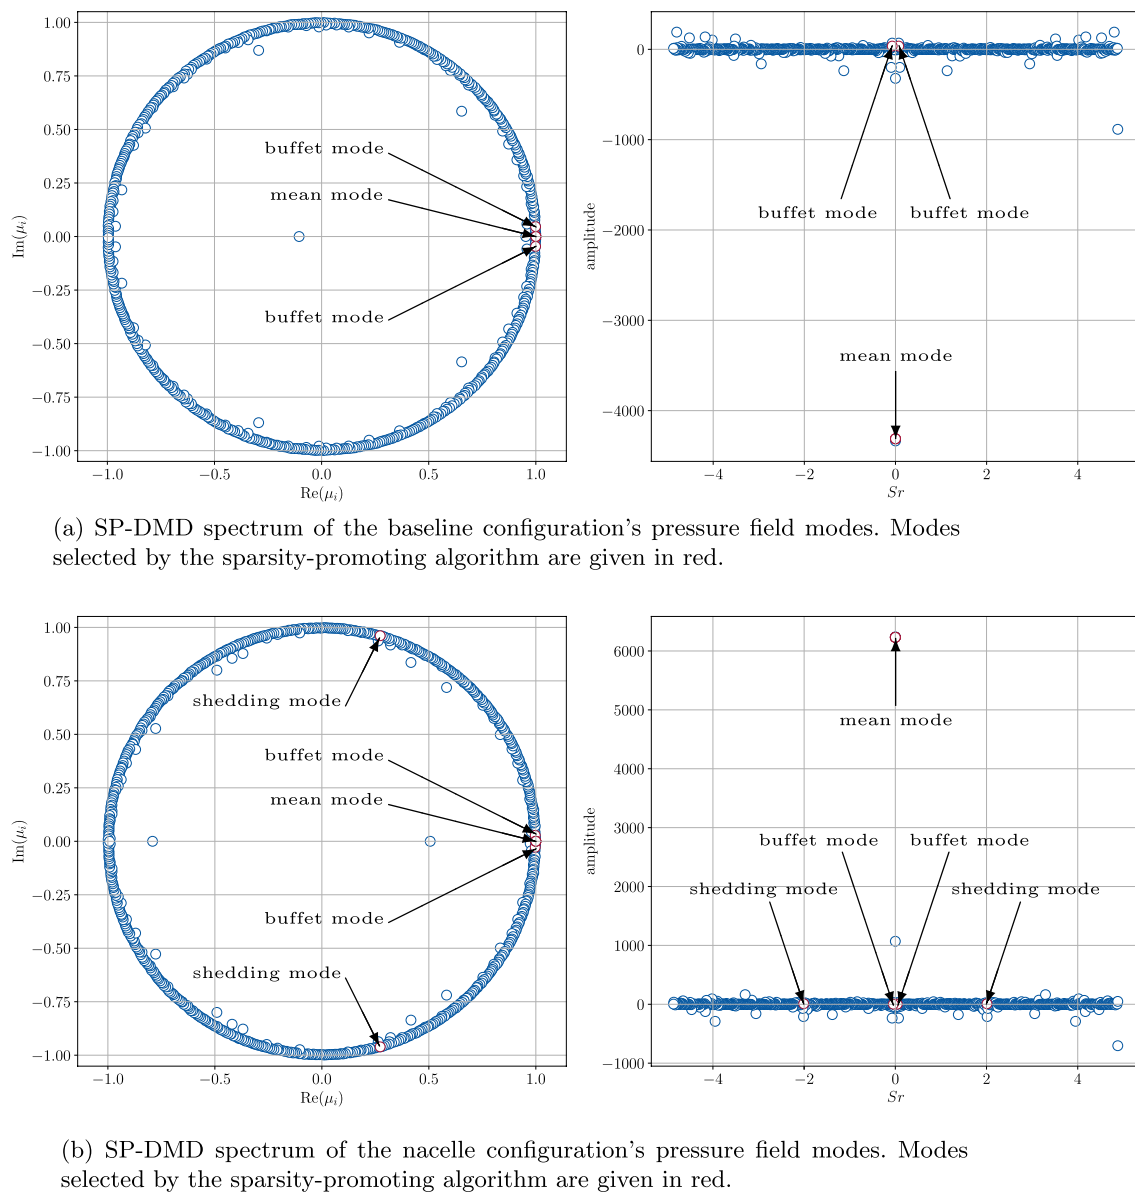 1.00
0.75
0.50
0.25
0.00
−0.25
−0.50
−0.75
−1.00
Im(μi)
−1.0
−0.5
0.0
0.5
1.0
Re(μi)
buffet mode
mean mode
buffet mode
0
−1000
−2000
−3000
−4000
amplitude
−4
−2
0
2
4
Sr
buffet mode
buffet mode
mean mode
(a) SP-DMD spectrum of the baseline configuration's pressure field modes. Modes
selected by the sparsity-promoting algorithm are given in red.
1.00
0.75
0.50
0.25
0.00
−0.25
−0.50
−0.75
−1.00
Im(μi)
−1.0
−0.5
0.0
0.5
1.0
Re(μi)
shedding mode
buffet mode
mean mode
buffet mode
shedding mode
6000
5000
4000
3000
2000
1000
0
−1000
amplitude
−4
−2
0
2
4
Sr
mean mode
buffet mode
buffet mode
shedding mode
shedding mode
(b) SP-DMD spectrum of the nacelle configuration's pressure field modes. Modes
selected by the sparsity-promoting algorithm are given in red.